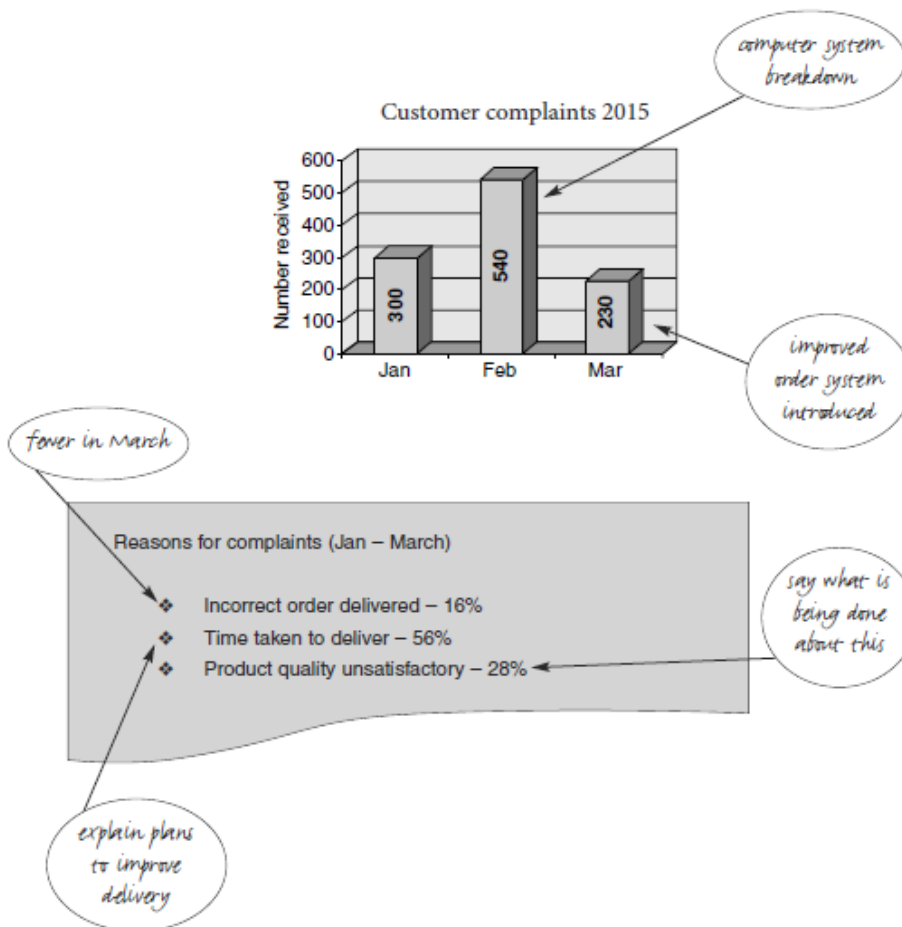 computer system
breakdown
Customer complaints 2015
Number received
600
500
400
300
200
100
0
300
540
230
Jan Feb Mar
improved
order system
introduced
fewer in March
Reasons for complaints (Jan – March)
❖ Incorrect order delivered – 16%
❖ Time taken to deliver – 56%
❖ Product quality unsatisfactory – 28%
say what is
being done
about this
explain plans
to improve
delivery